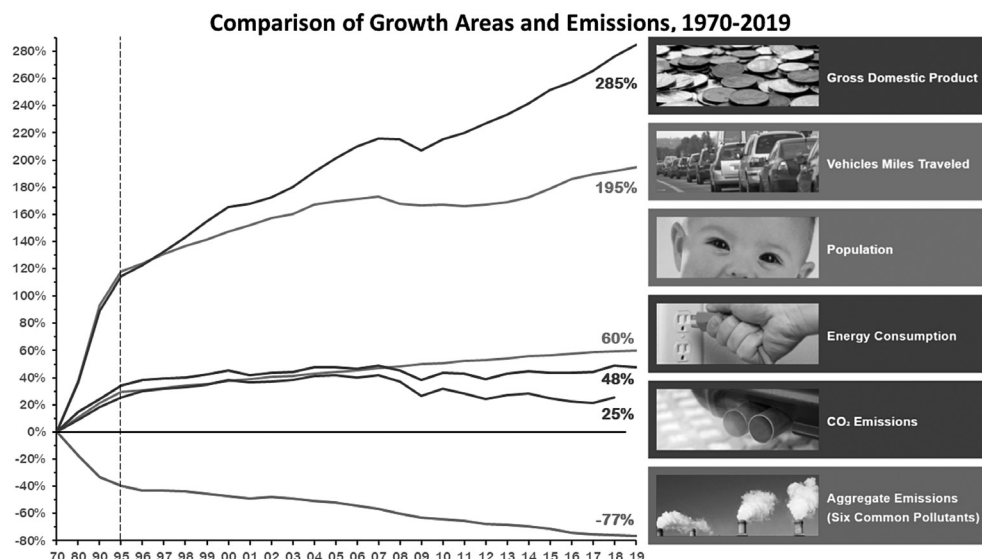 Comparison of Growth Areas and Emissions, 1970-2019
280%
260%
240%
220%
200%
180%
160%
140%
120%
100%
80%
60%
40%
20%
0%
-20%
-40%
-60%
-80%
285%
195%
60%
48%
25%
-77%
70 80 90 95 96 97 98 99 00 01 02 03 04 05 06 07 08 09 10 11 12 13 14 15 16 17 18 19
Gross Domestic Product
Vehicles Miles Traveled
Population
Energy Consumption
CO₂ Emissions
Aggregate Emissions
(Six Common Pollutants)